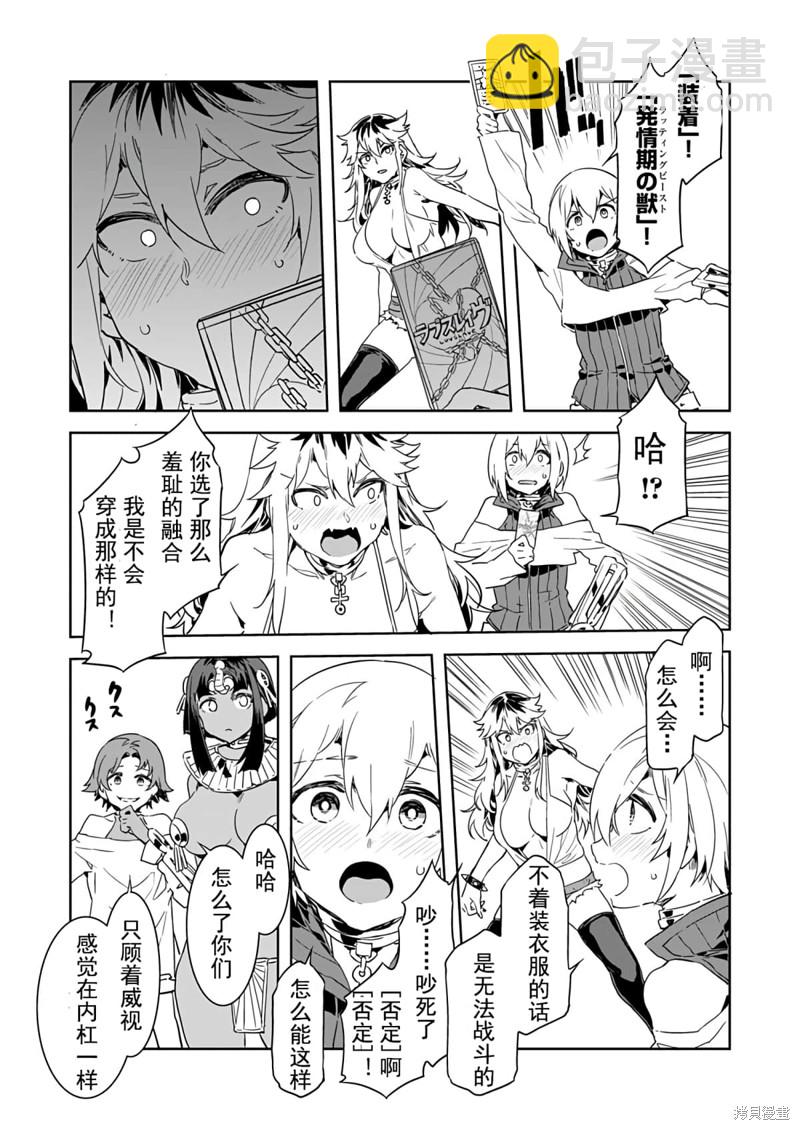 包子漫畫
baozimh.com
「装着」！
「発情期の獣」！
ラッティングビースト
ラブスレイヴ
哈!?
你选了那么
羞耻的融合
我是不会
穿成那样的！
啊……
怎么会…
不着装衣服的话
是无法战斗的
吵……吵死了
[否定]啊
[否定]！
怎么能这样
クス
クス
哈哈
怎么了你们
只顾着威视
感觉在内杠一样
拷贝漫畫